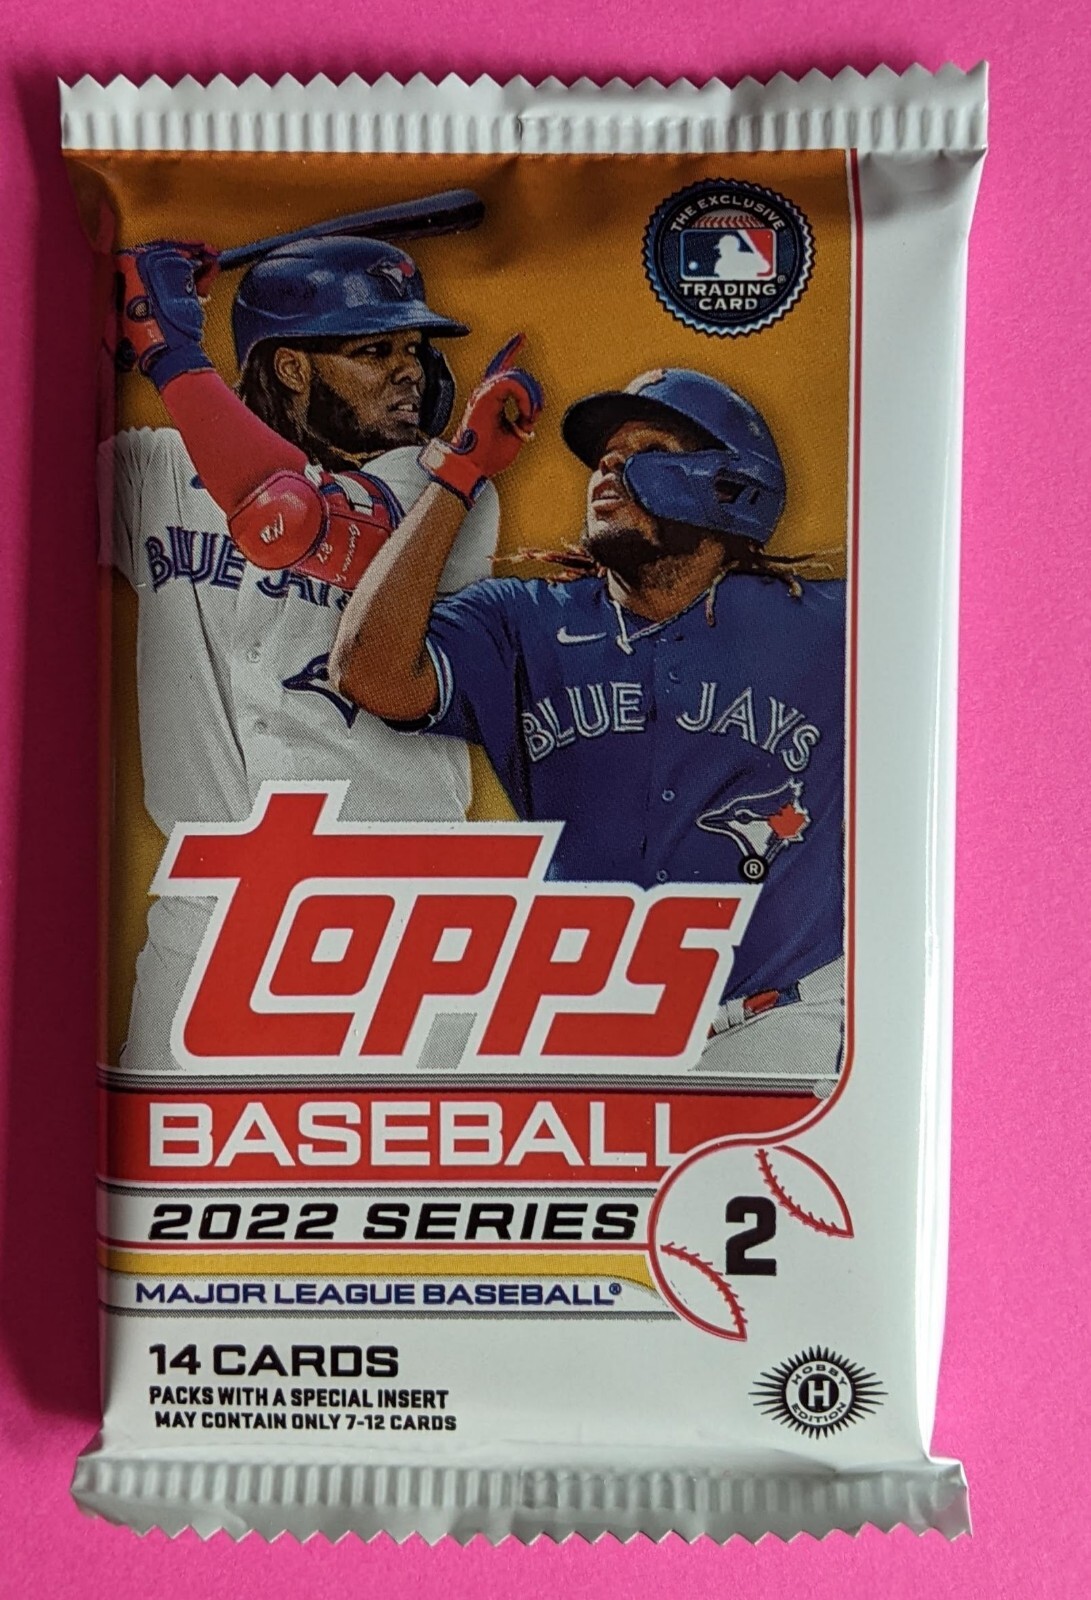 THE EXCLUSIVE
TRADING
CARD
BLUE JAYS
BLUE JAYS
topps®
BASEBALL
2022 SERIES 2
MAJOR LEAGUE BASEBALL®
14 CARDS
PACKS WITH A SPECIAL INSERT
MAY CONTAIN ONLY 7-12 CARDS
HOBBY
H
EDITION